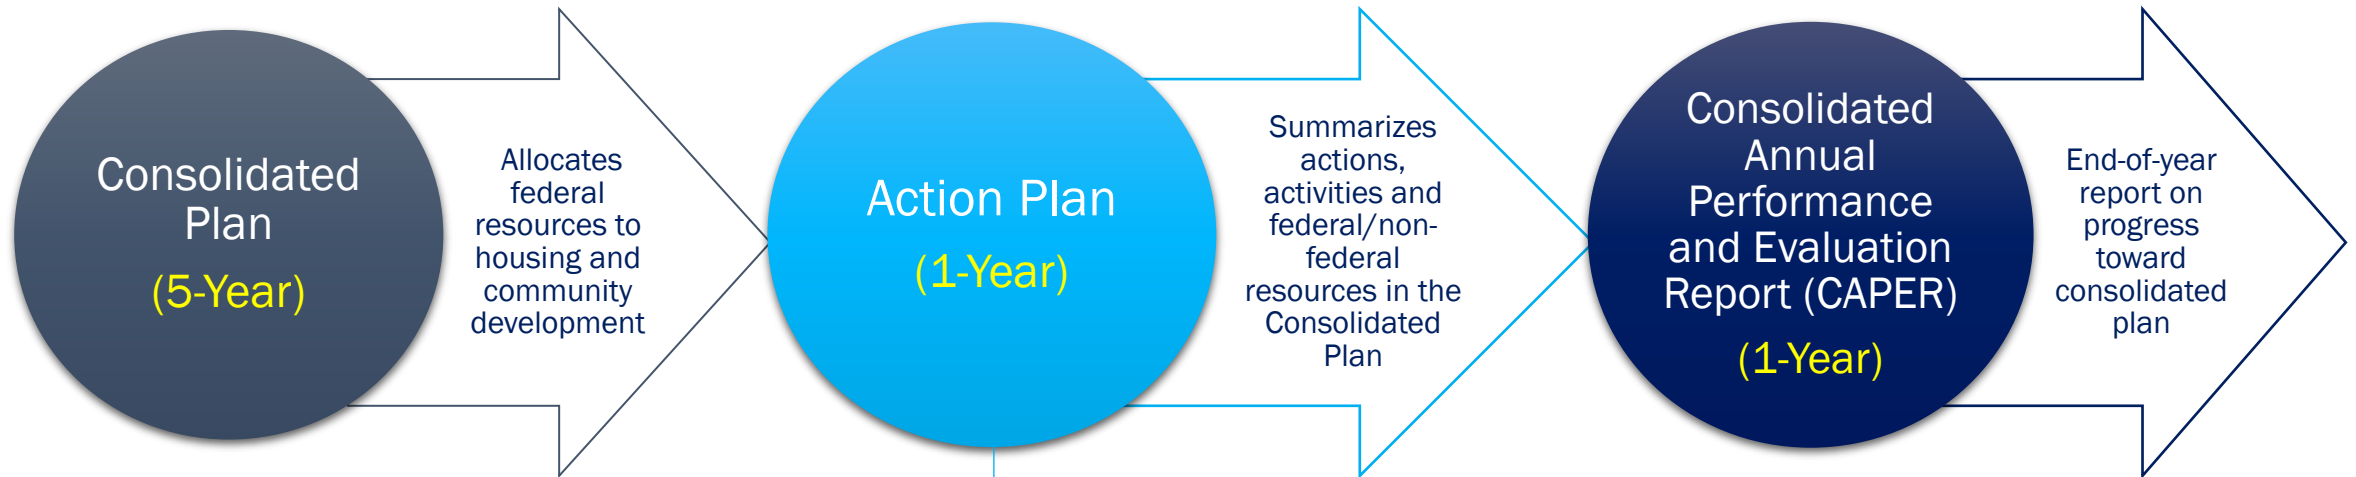 Consolidated
Plan
(5-Year)
Allocates
federal
resources to
housing and
community
development
Action Plan
(1-Year)
Summarizes
actions,
activities and
federal/non-
federal
resources in the
Consolidated
Plan
Consolidated
Annual
Performance
and Evaluation
Report (CAPER)
(1-Year)
End-of-year
report on
progress
toward
consolidated
plan